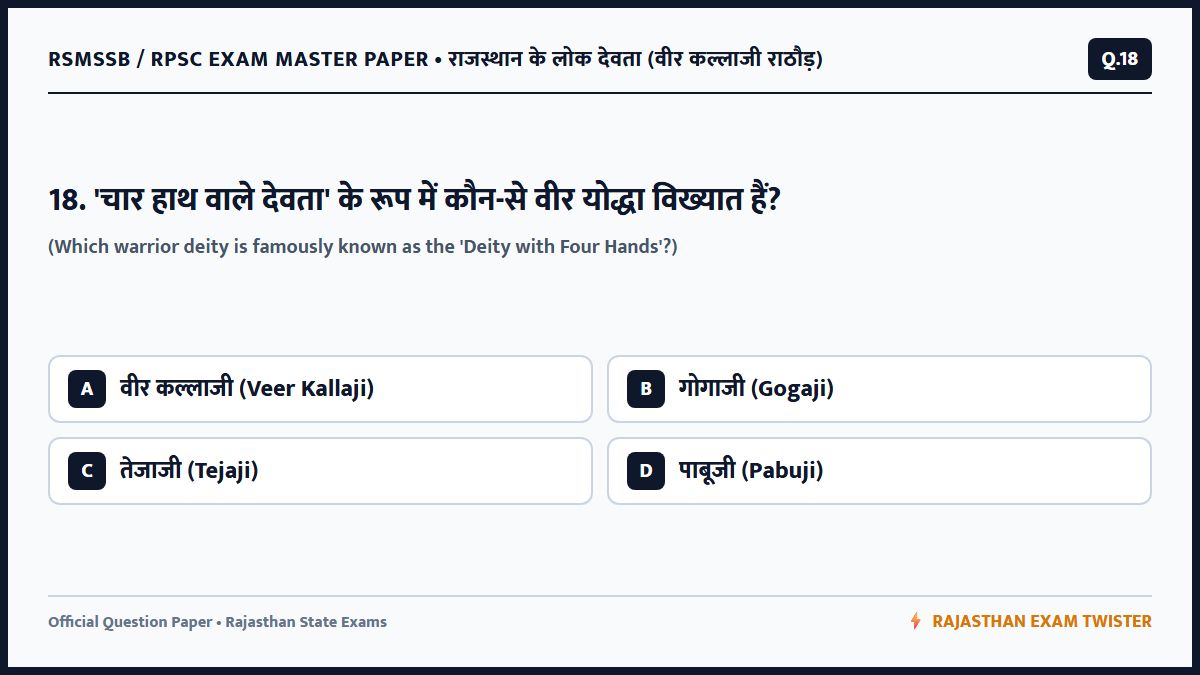 RSMSSB / RPSC EXAM MASTER PAPER • राजस्थान के लोक देवता (वीर कल्लाजी राठौड़)
Q.18
18. 'चार हाथ वाले देवता' के रूप में कौन-से वीर योद्धा विख्यात हैं?
(Which warrior deity is famously known as the 'Deity with Four Hands'?)
A वीर कल्लाजी (Veer Kallaji)
B गोगाजी (Gogaji)
C तेजाजी (Tejaji)
D पाबूजी (Pabuji)
Official Question Paper • Rajasthan State Exams
RAJASTHAN EXAM TWISTER